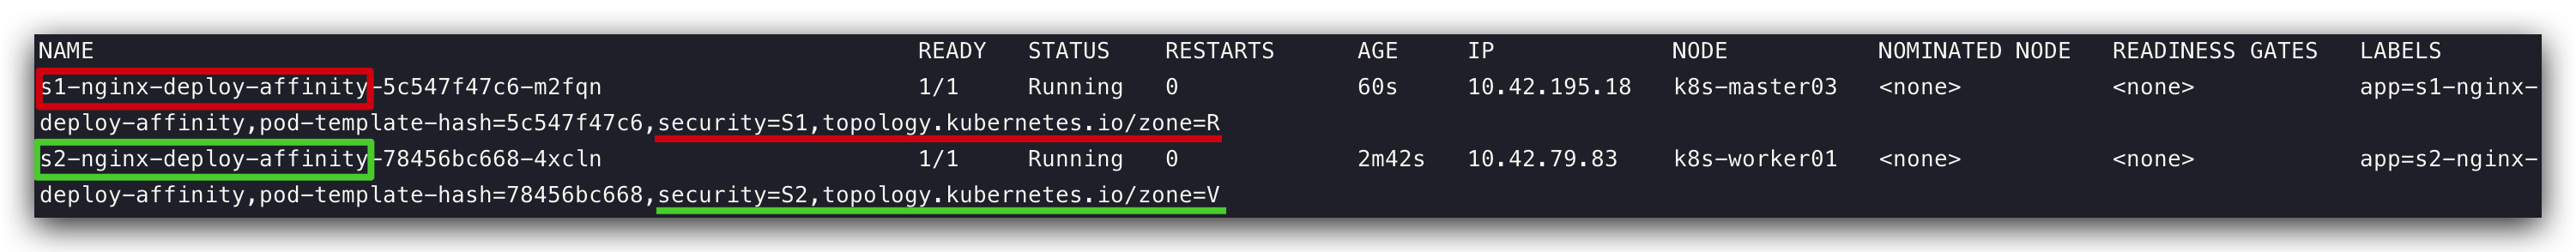 NAME READY STATUS RESTARTS AGE IP NODE NOMINATED NODE READINESS GATES LABELS
s1-nginx-deploy-affinity-5c547f47c6-m2fqn 1/1 Running 0 60s 10.42.195.18 k8s-master03 <none> <none> app=s1-nginx-
deploy-affinity,pod-template-hash=5c547f47c6,security=S1,topology.kubernetes.io/zone=R
s2-nginx-deploy-affinity-78456bc668-4xcln 1/1 Running 0 2m42s 10.42.79.83 k8s-worker01 <none> <none> app=s2-nginx-
deploy-affinity,pod-template-hash=78456bc668,security=S2,topology.kubernetes.io/zone=V